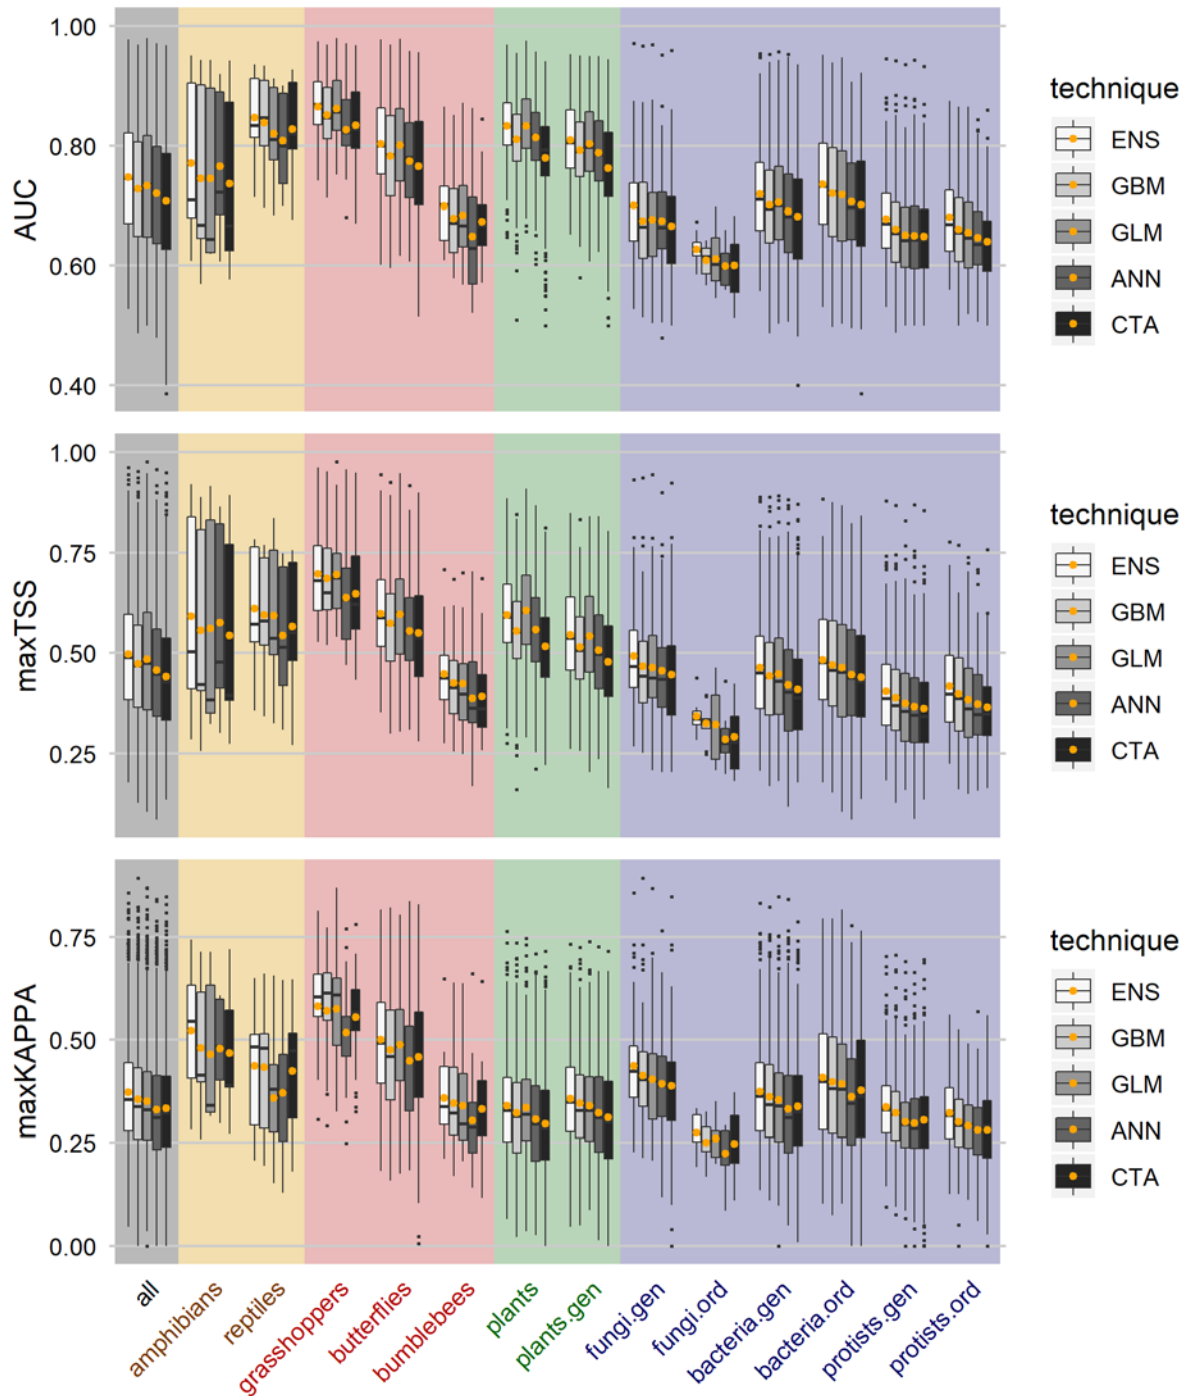 AUC
1.00
0.80
0.60
0.40
technique
ENS
GBM
GLM
ANN
CTA
maxTSS
1.00
0.75
0.50
0.25
technique
ENS
GBM
GLM
ANN
CTA
maxKAPPA
0.75
0.50
0.25
0.00
technique
ENS
GBM
GLM
ANN
CTA
all
amphibians
reptiles
grasshoppers
butterflies
bumblebees
plants
plants.gen
fungi.gen
fungi.ord
bacteria.gen
bacteria.ord
protists.gen
protists.ord